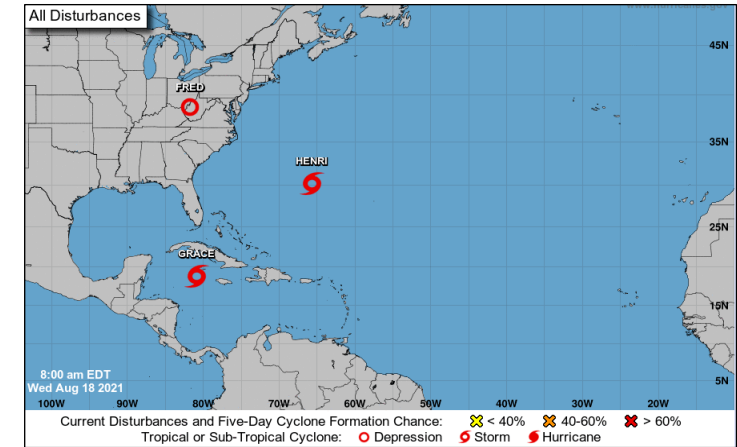 All Disturbances
45N
FRED
35N
HENRI
25N
GRACE
15N
8:00 am EDT
Wed Aug 18 2021
5N
100W 90W 80W 70W 60W 50W 40W 30W 20W
Current Disturbances and Five-Day Cyclone Formation Chance: < 40% 40-60% > 60%
Tropical or Sub-Tropical Cyclone: Depression Storm Hurricane